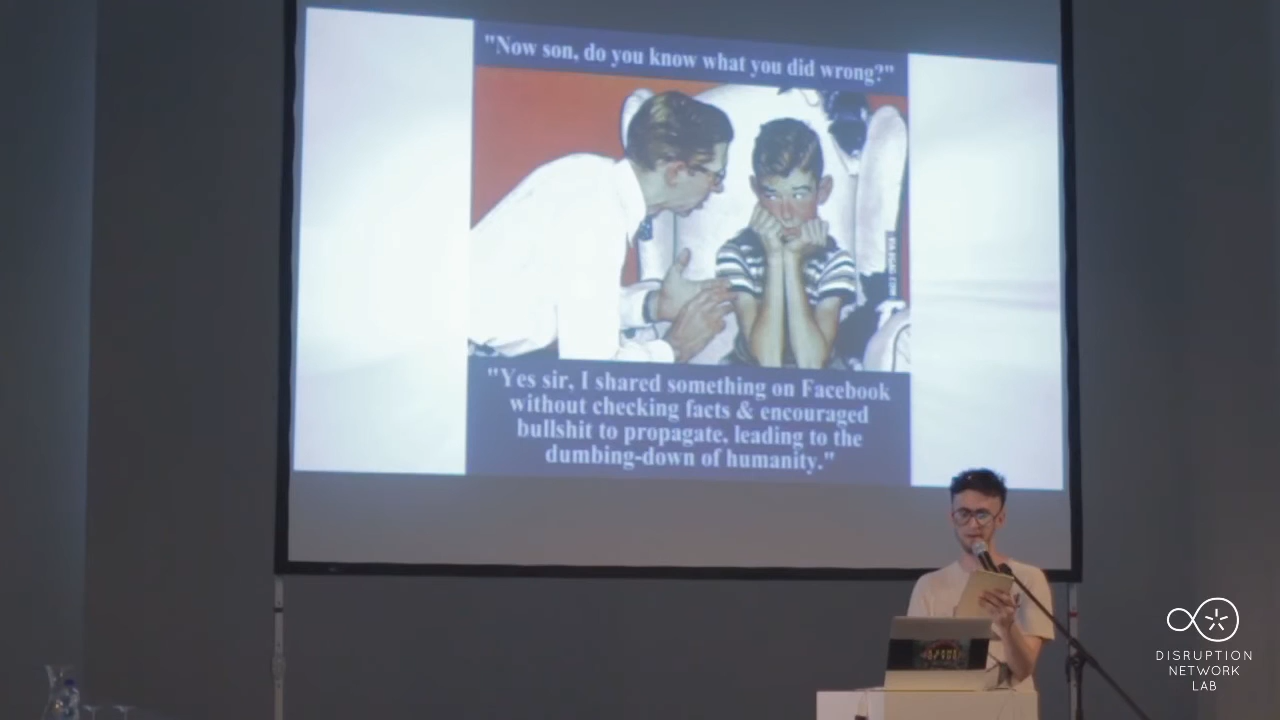 "Now son, do you know what you did wrong?"
"Yes sir, I shared something on Facebook
without checking facts & encouraged
bullshit to propagate, leading to the
dumbing-down of humanity."
DISRUPTION
NETWORK
LAB